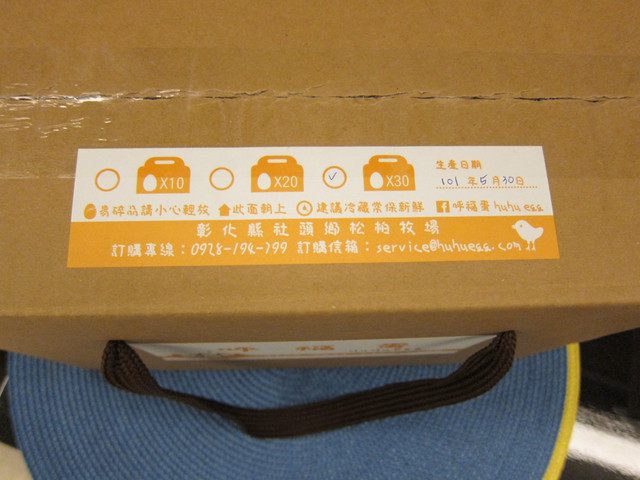 X10 X20 X30 生產日期
101年5月30日
易碎品請小心輕放 此面朝上 建議冷藏常保新鮮 呼福蛋 huhu egg
彰化縣社頭鄉松柏牧場
訂購專線:0928-194-799 訂購信箱:service@huhuegg.com